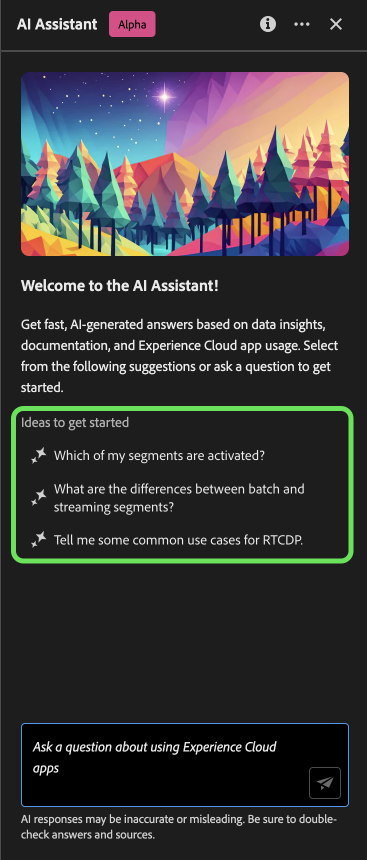 AI Assistant Alpha
Welcome to the AI Assistant!
Get fast, AI-generated answers based on data insights,
documentation, and Experience Cloud app usage. Select
from the following suggestions or ask a question to get
started.
Ideas to get started
Which of my segments are activated?
What are the differences between batch and
streaming segments?
Tell me some common use cases for RTCDP.
Ask a question about using Experience Cloud
apps
AI responses may be inaccurate or misleading. Be sure to double-
check answers and sources.